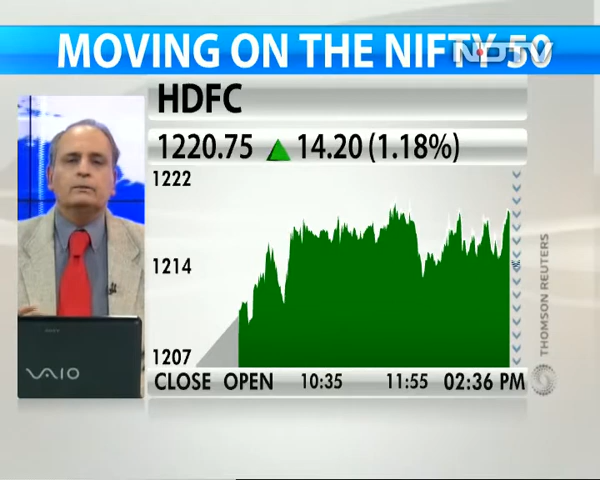 MOVING ON THE NIFTY 50
NDTV
HDFC
1220.75 ▲ 14.20 (1.18%)
1222
1214
1207
CLOSE OPEN 10:35 11:55 02:36 PM
THOMSON REUTERS
SONY
VAIO